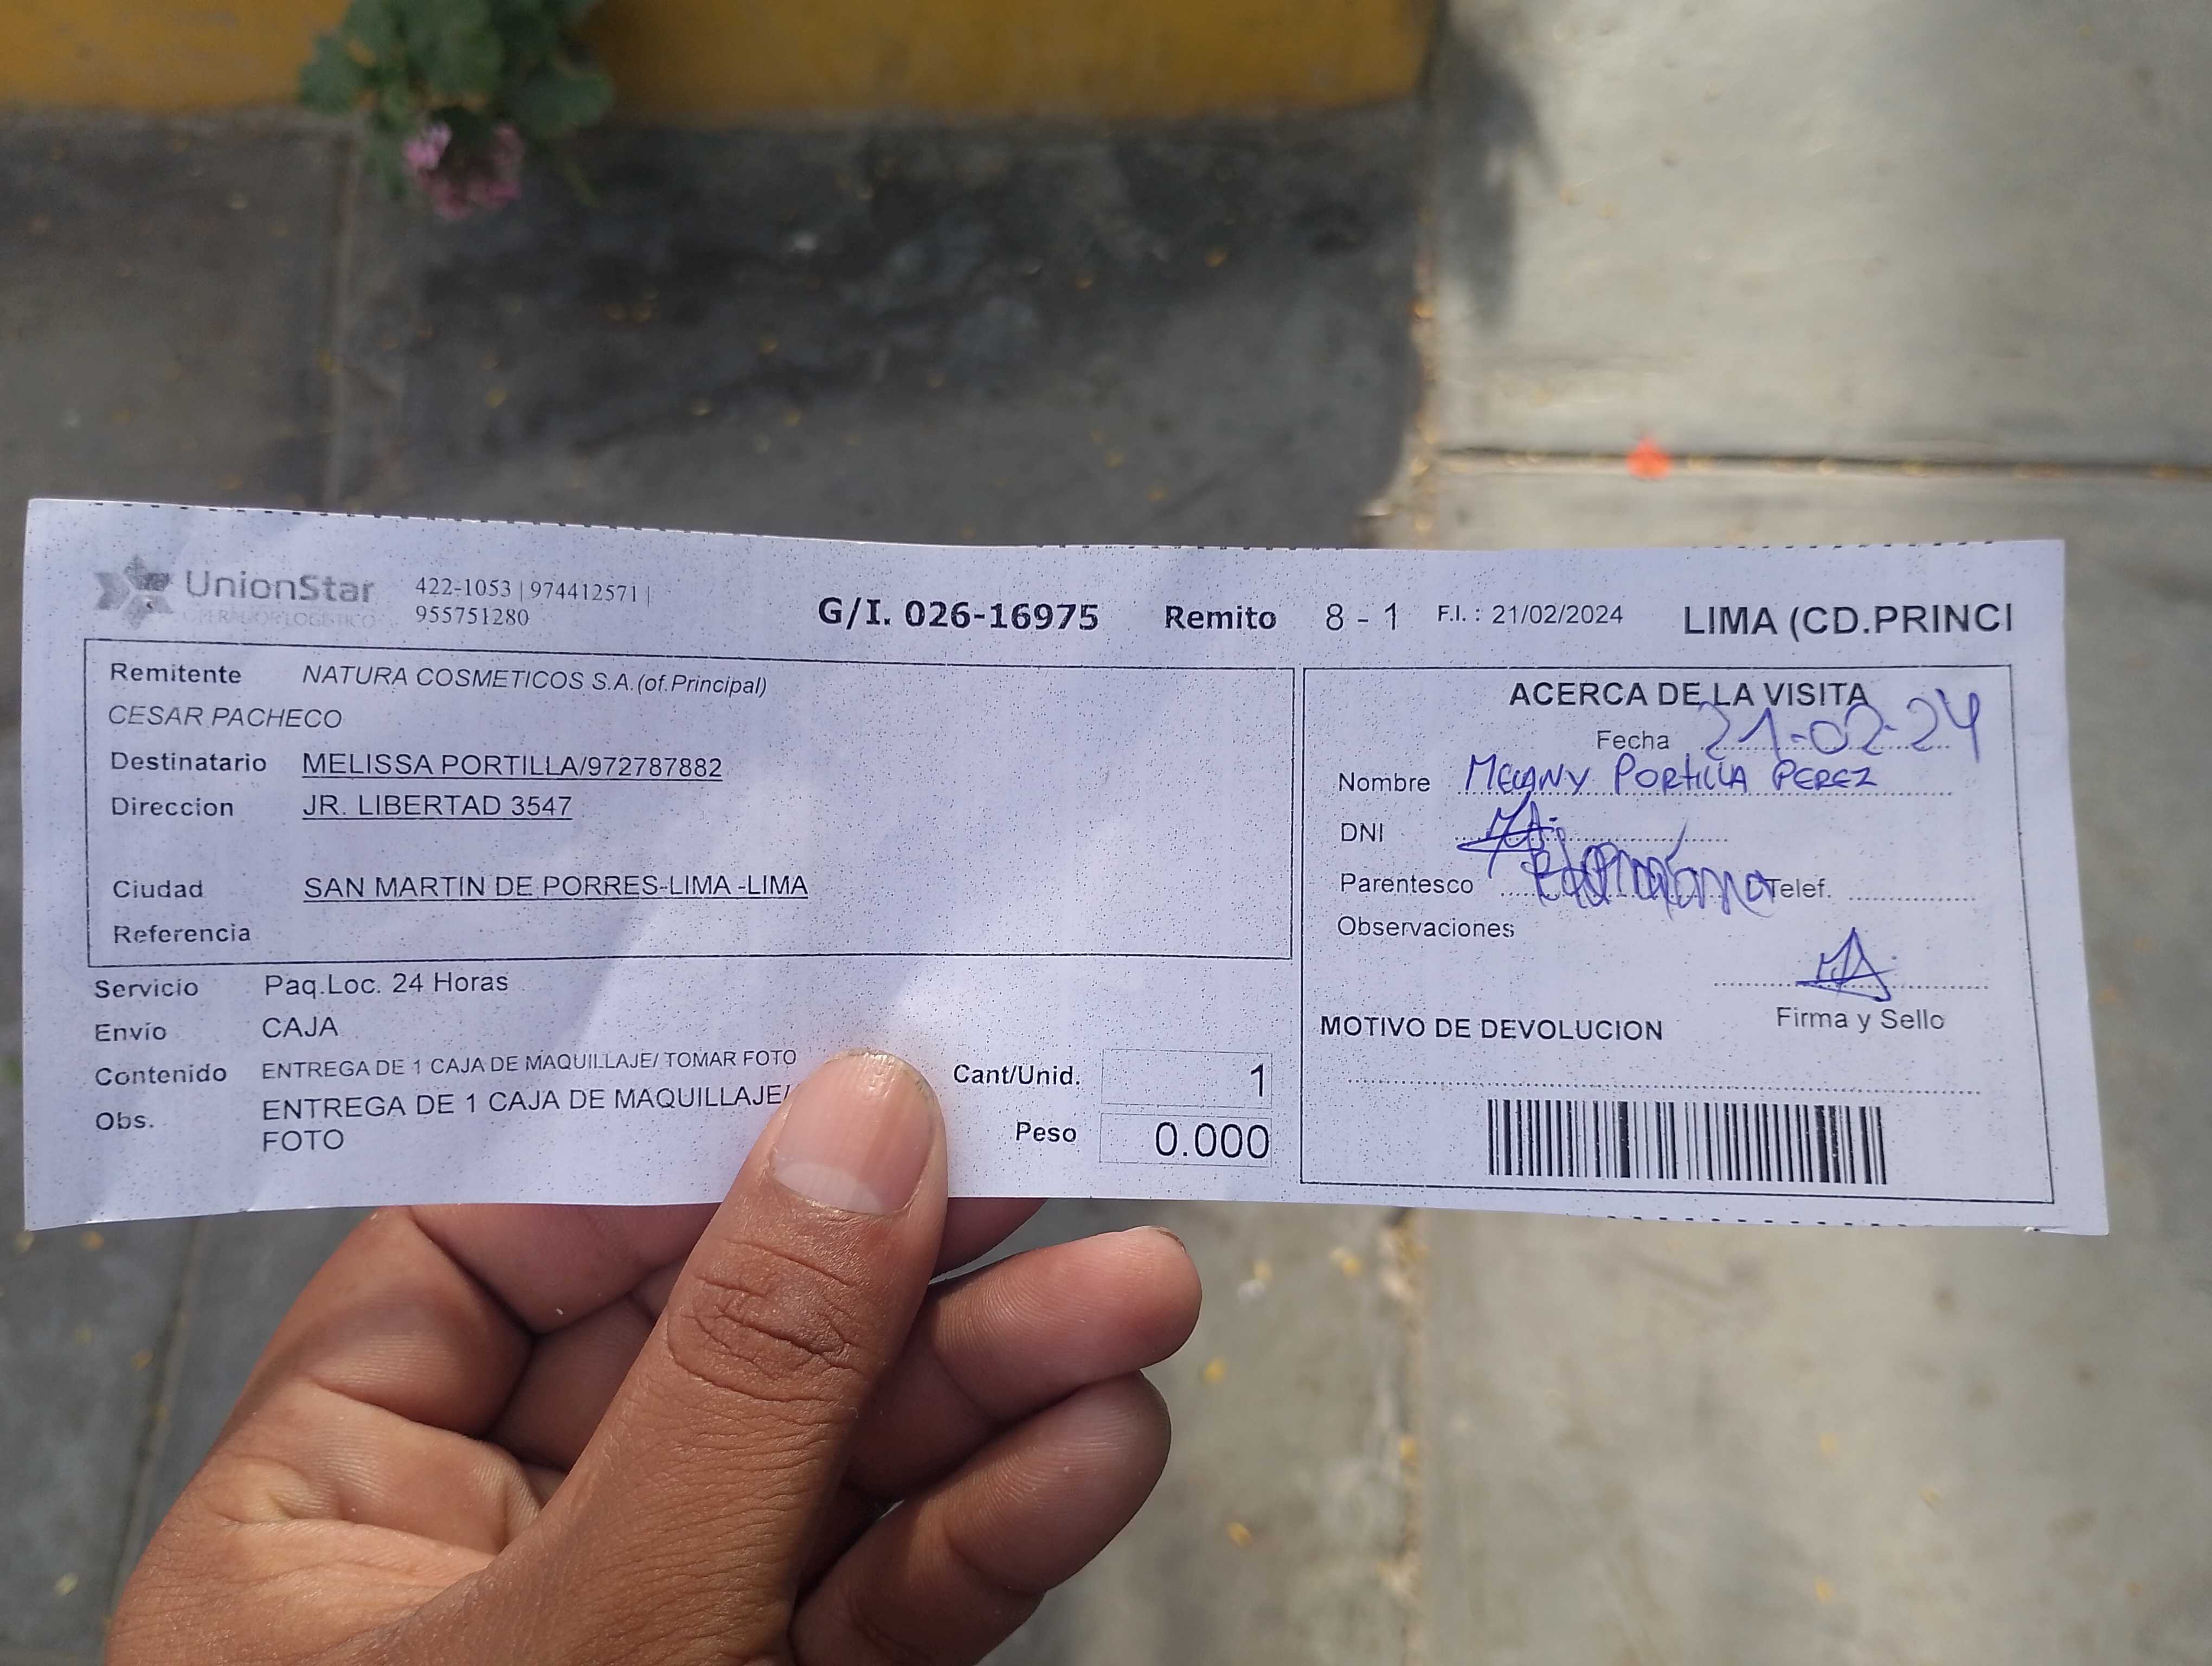 UnionStar
OPERADOR LOGISTICO
422-1053 | 974412571 |
955751280
G/I. 026-16975 Remito 8 - 1 F.I. : 21/02/2024 LIMA (CD.PRINCI
Remitente NATURA COSMETICOS S.A.(of.Principal)
CESAR PACHECO
Destinatario MELISSA PORTILLA/972787882
Direccion JR. LIBERTAD 3547
Ciudad SAN MARTIN DE PORRES-LIMA -LIMA
Referencia
Servicio Paq.Loc. 24 Horas
Envío CAJA
Contenido ENTREGA DE 1 CAJA DE MAQUILLAJE/ TOMAR FOTO
Obs. ENTREGA DE 1 CAJA DE MAQUILLAJE/
FOTO
Cant/Unid. 1
Peso 0.000
ACERCA DE LA VISITA
Fecha 21-02-24
Nombre PORTILLA PEREZ
DNI
Parentesco Telef.
Observaciones
Firma y Sello
MOTIVO DE DEVOLUCION